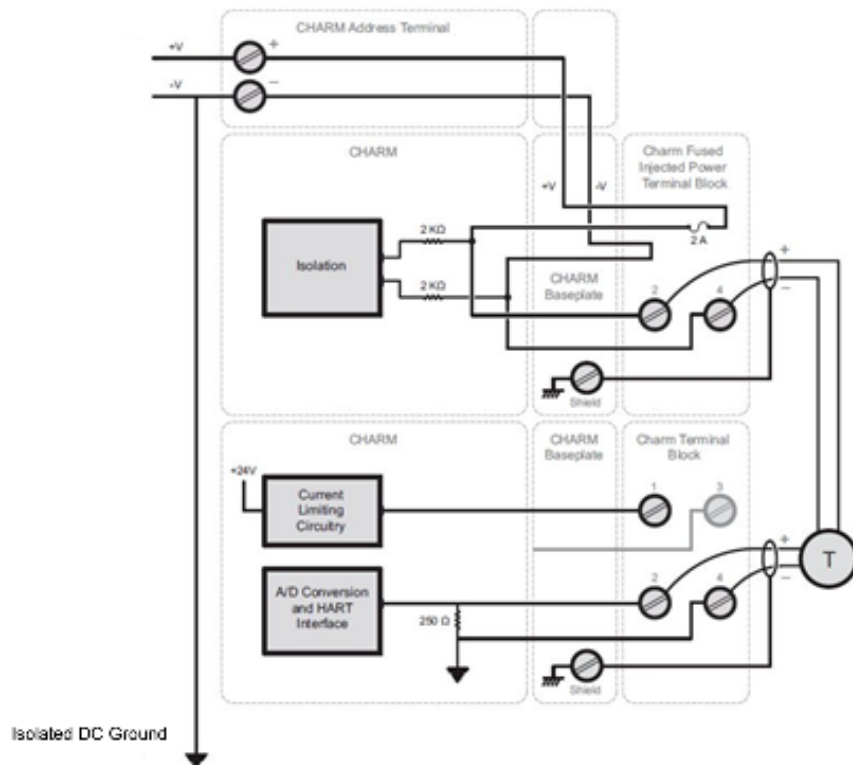 CHARM Address Terminal
+V
+
-V
−
CHARM
Charm Fused
Injected Power
Terminal Block
+V
-V
2 KΩ
2 A
Isolation
+
2 KΩ
CHARM
Baseplate
2
4
−
Shield
CHARM
CHARM
Baseplate
Charm Terminal
Block
+24V
Current
Limiting
Circuitry
1
3
+
T
A/D Conversion
and HART
Interface
2
4
−
250 Ω
Shield
Isolated DC Ground